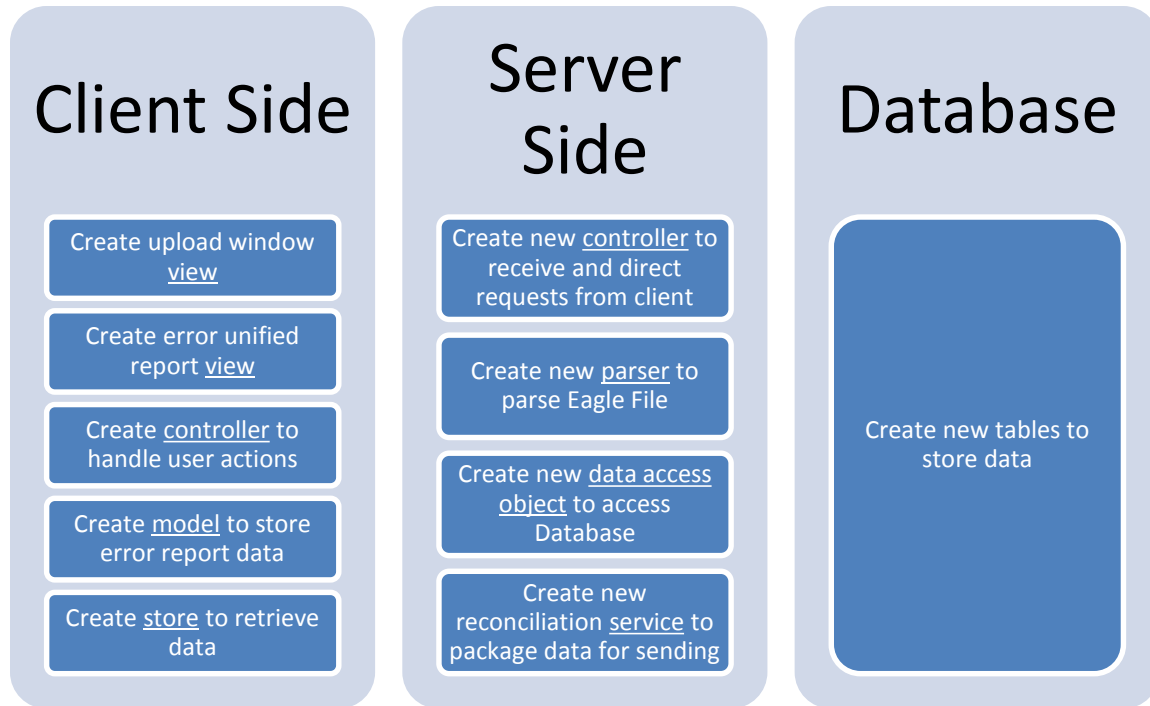 Client Side
Create upload window
view
Create error unified
report view
Create controller to
handle user actions
Create model to store
error report data
Create store to retrieve
data
Server
Side
Create new controller to
receive and direct
requests from client
Create new parser to
parse Eagle File
Create new data access
object to access
Database
Create new
reconciliation service to
package data for sending
Database
Create new tables to
store data